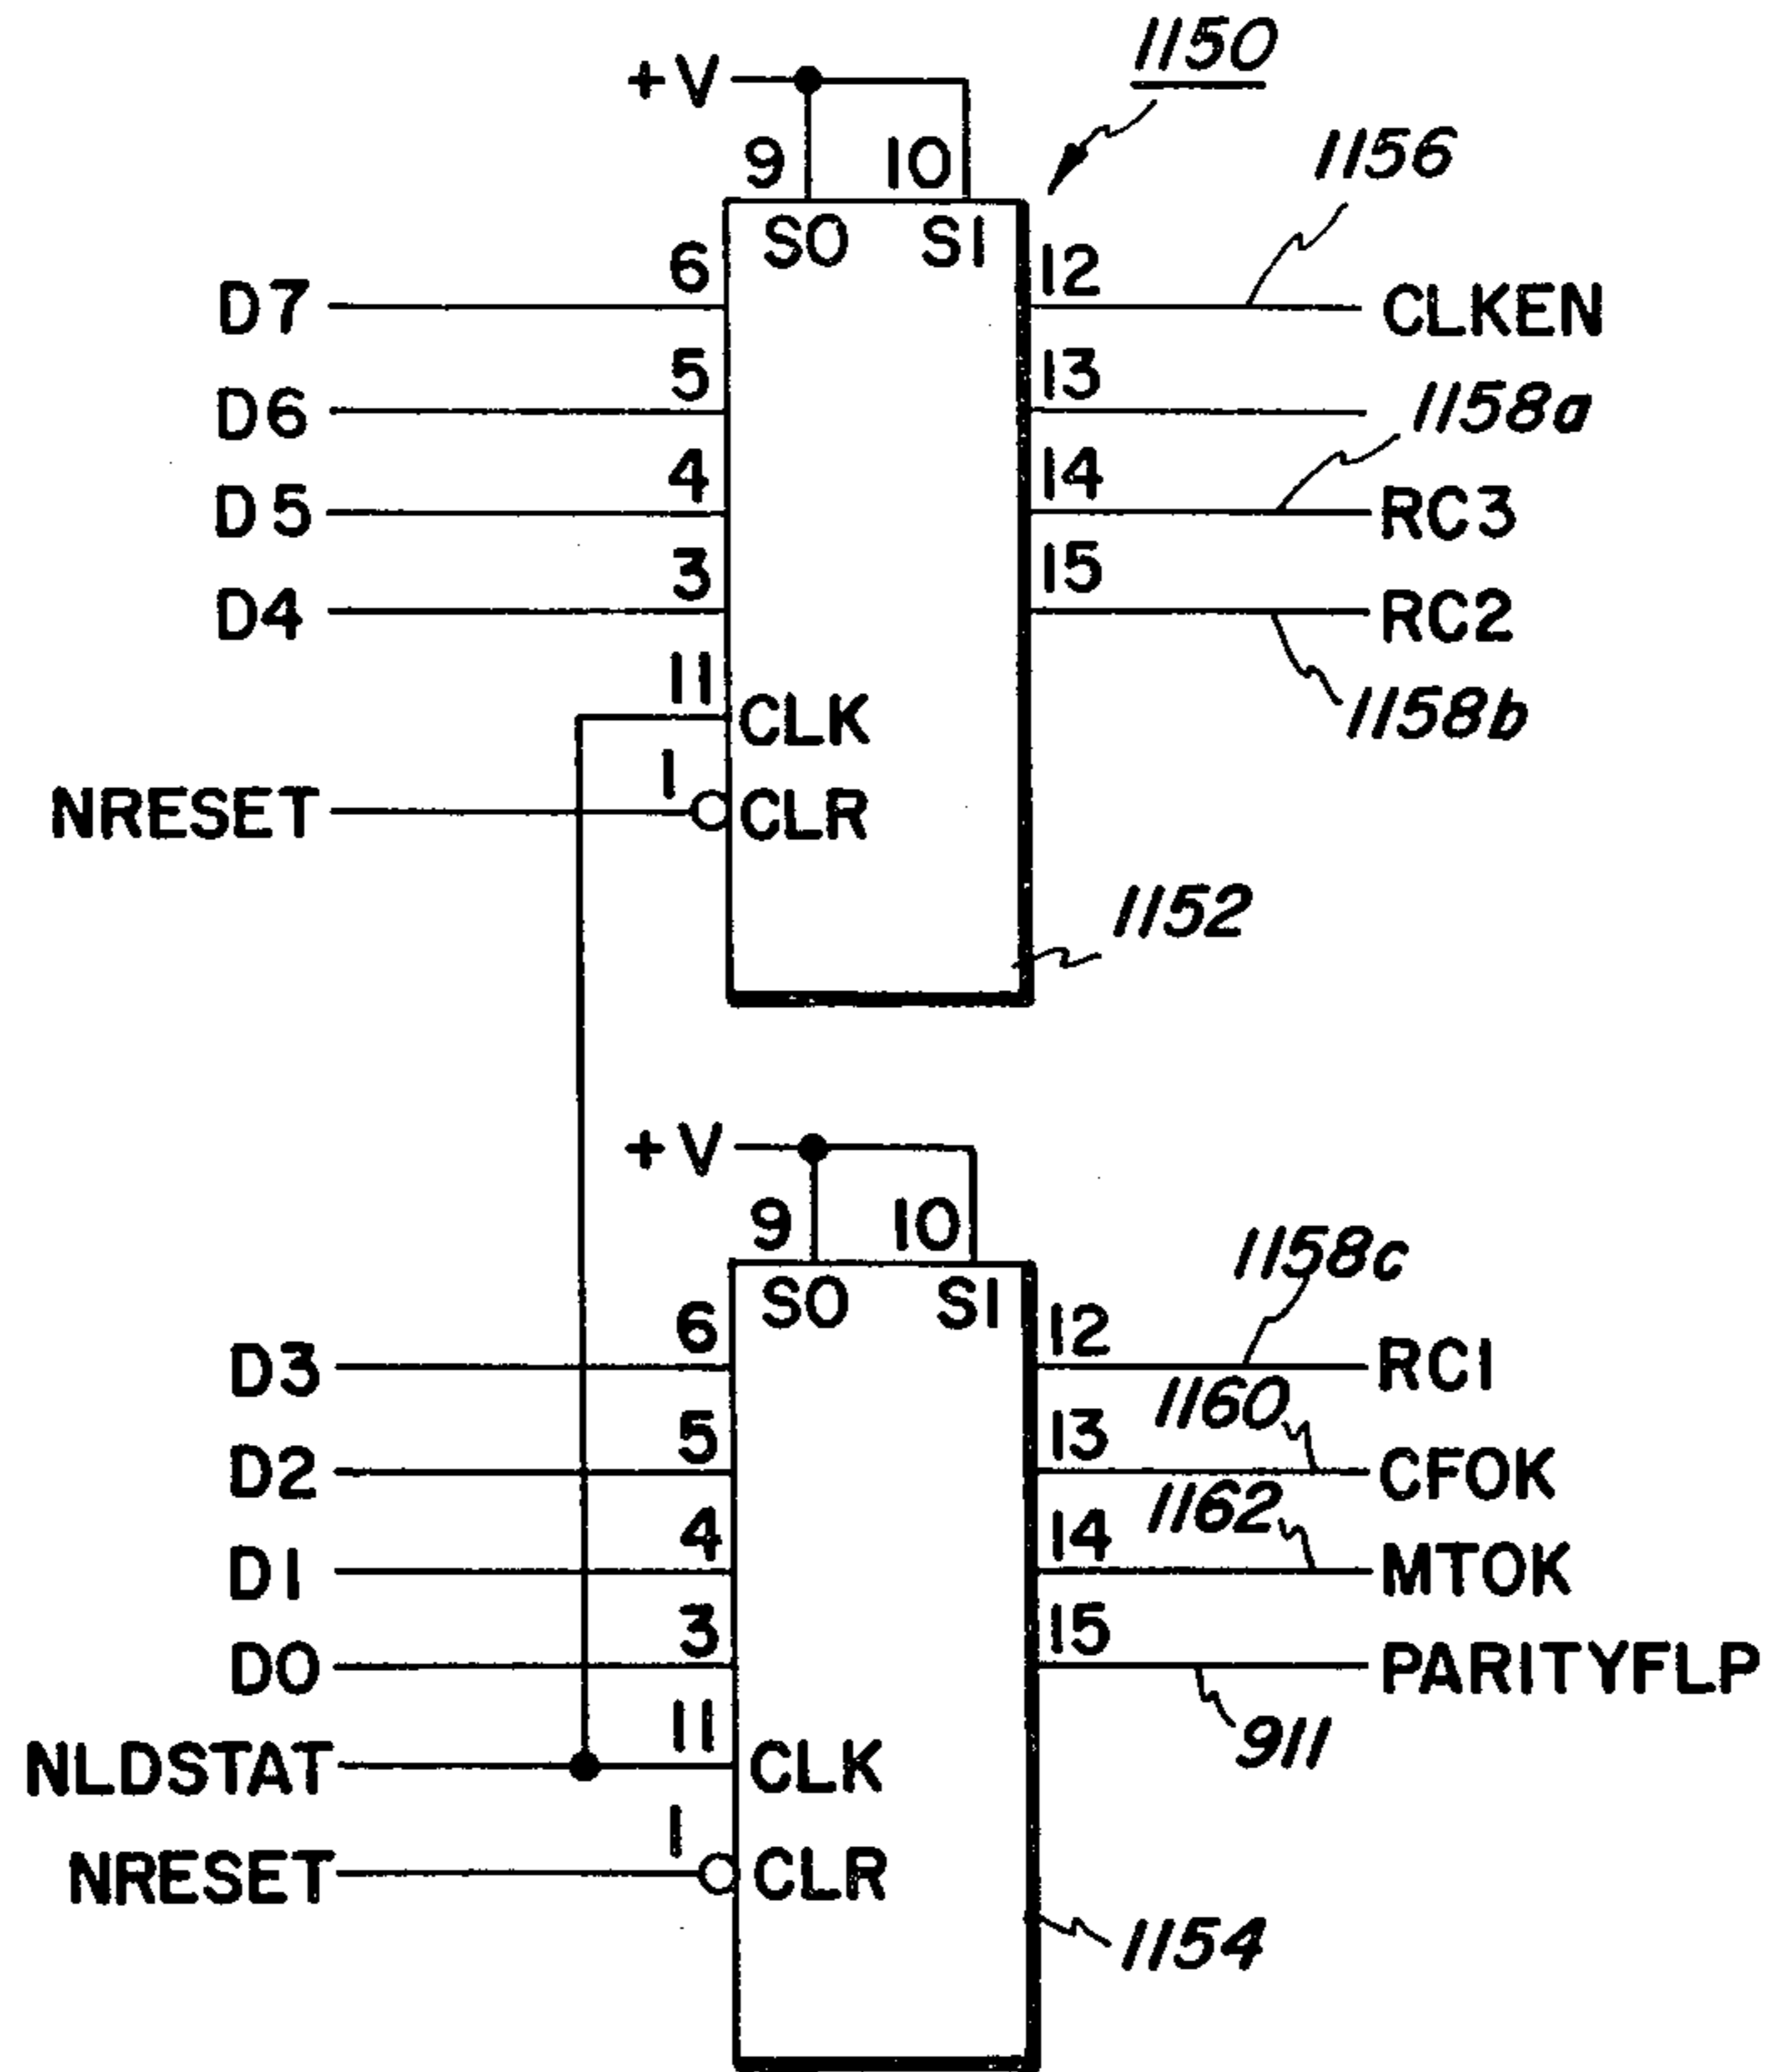 1150
+V
1156
9 10
SO SI
D7 6 12 CLKEN
D6 5 13
1158a
D5 4 14 RC3
D4 3 15 RC2
1158b
11 CLK
NRESET 1 CLR
1152
+V
9 10
SO SI
1158c
D3 6 12 RC1
1160
D2 5 13 CFOK
1162
D1 4 14 MTOK
D0 3 15 PARITYFLP
911
NLDSTAT 11 CLK
NRESET 1 CLR
1154